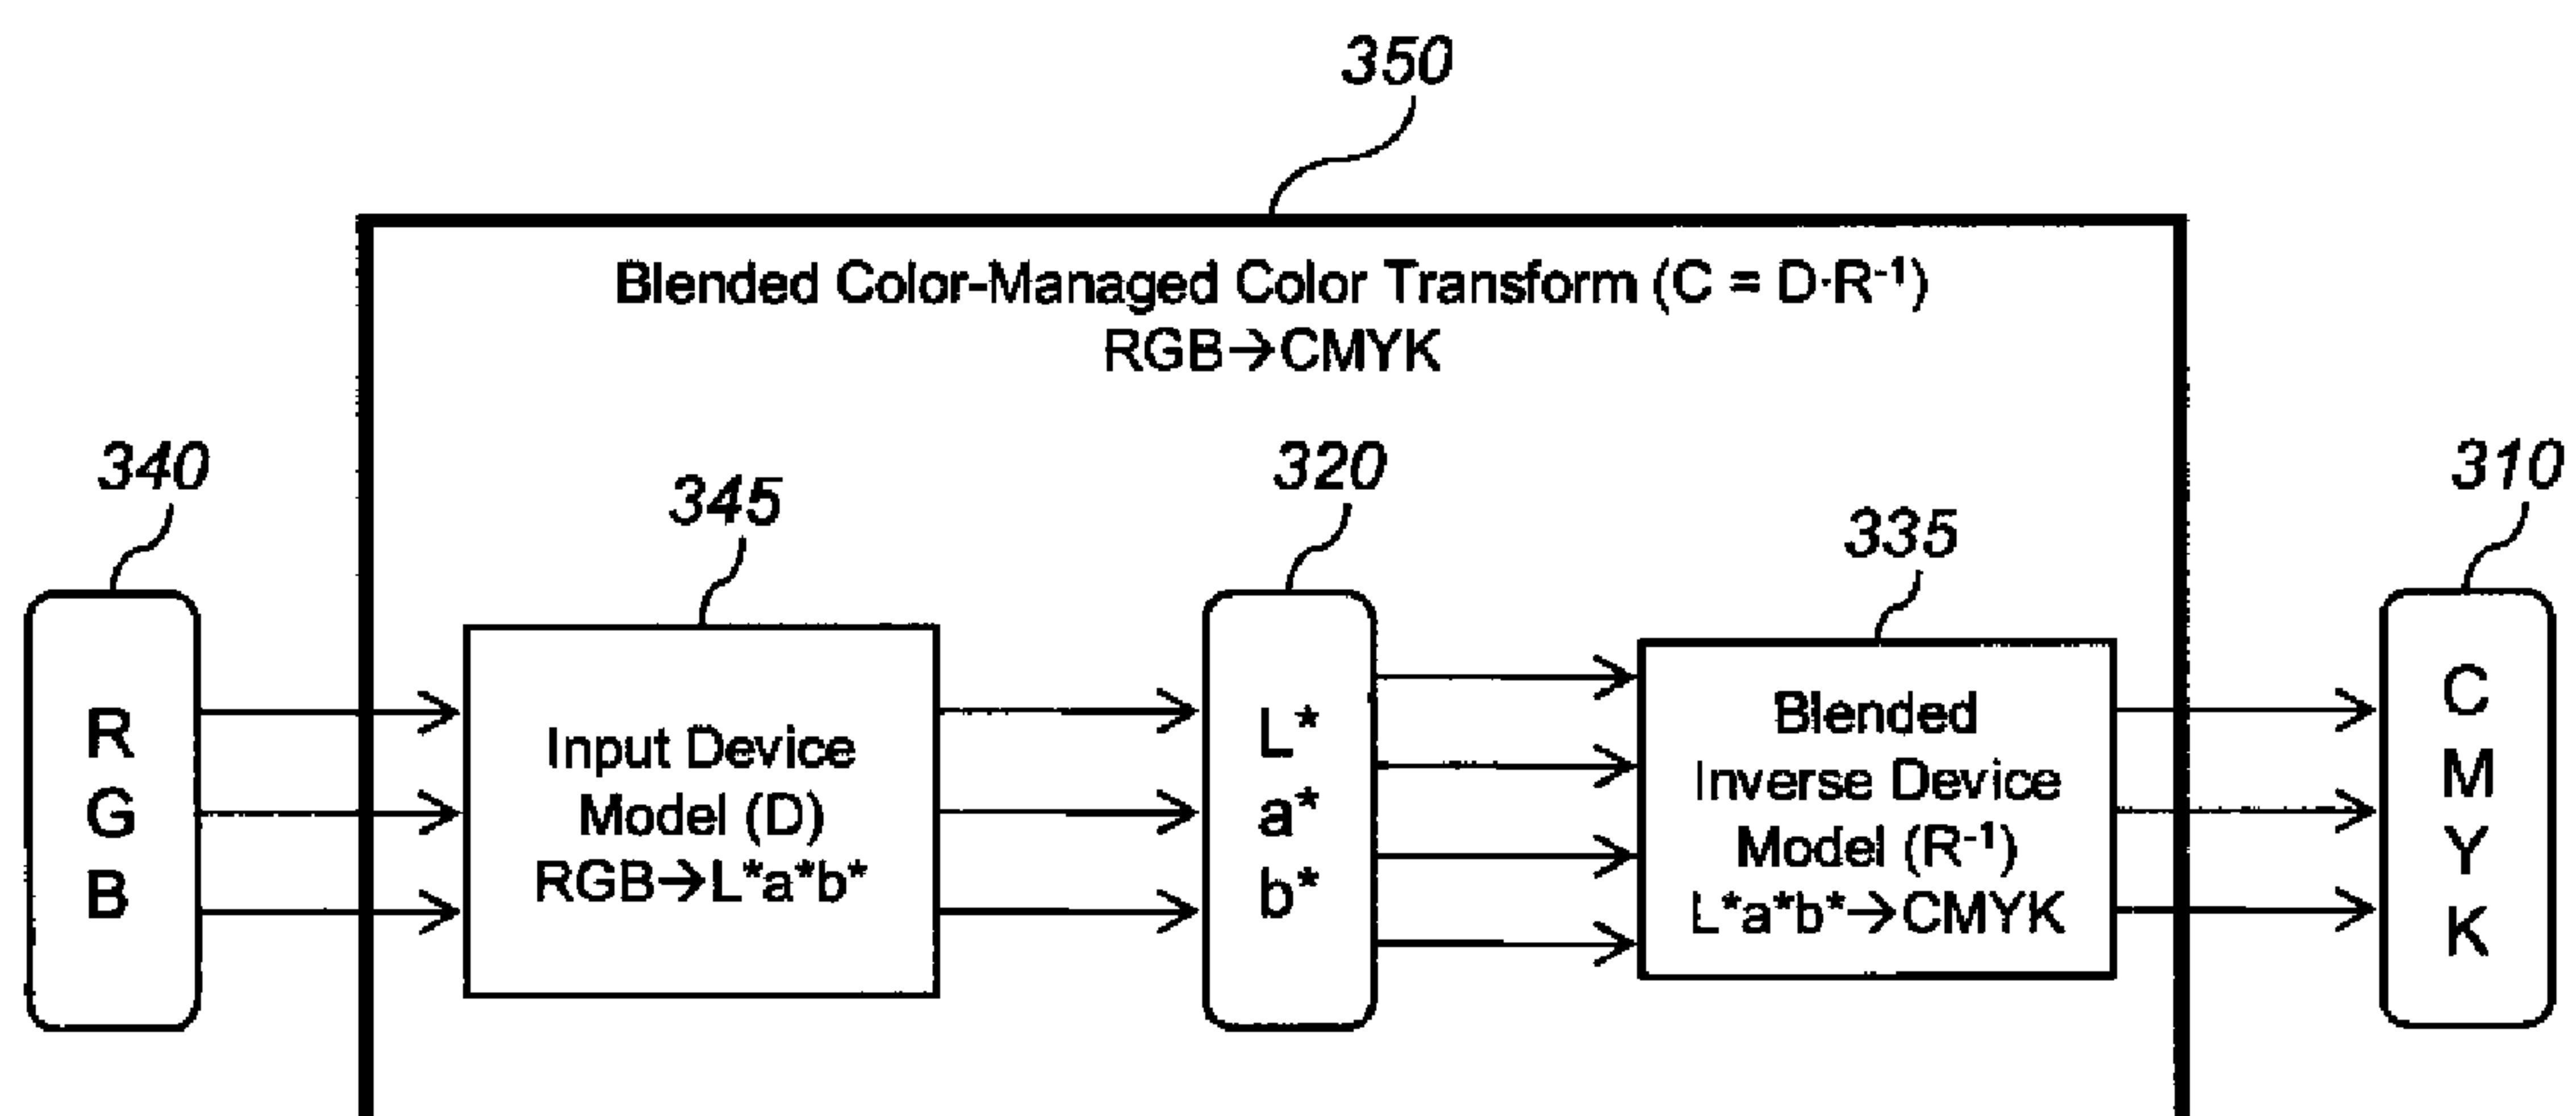 350
Blended Color-Managed Color Transform (C = D·R⁻¹)
RGB→CMYK
340
345
320
335
310
R
G
B
Input Device
Model (D)
RGB→L*a*b*
L*
a*
b*
Blended
Inverse Device
Model (R⁻¹)
L*a*b*→CMYK
C
M
Y
K